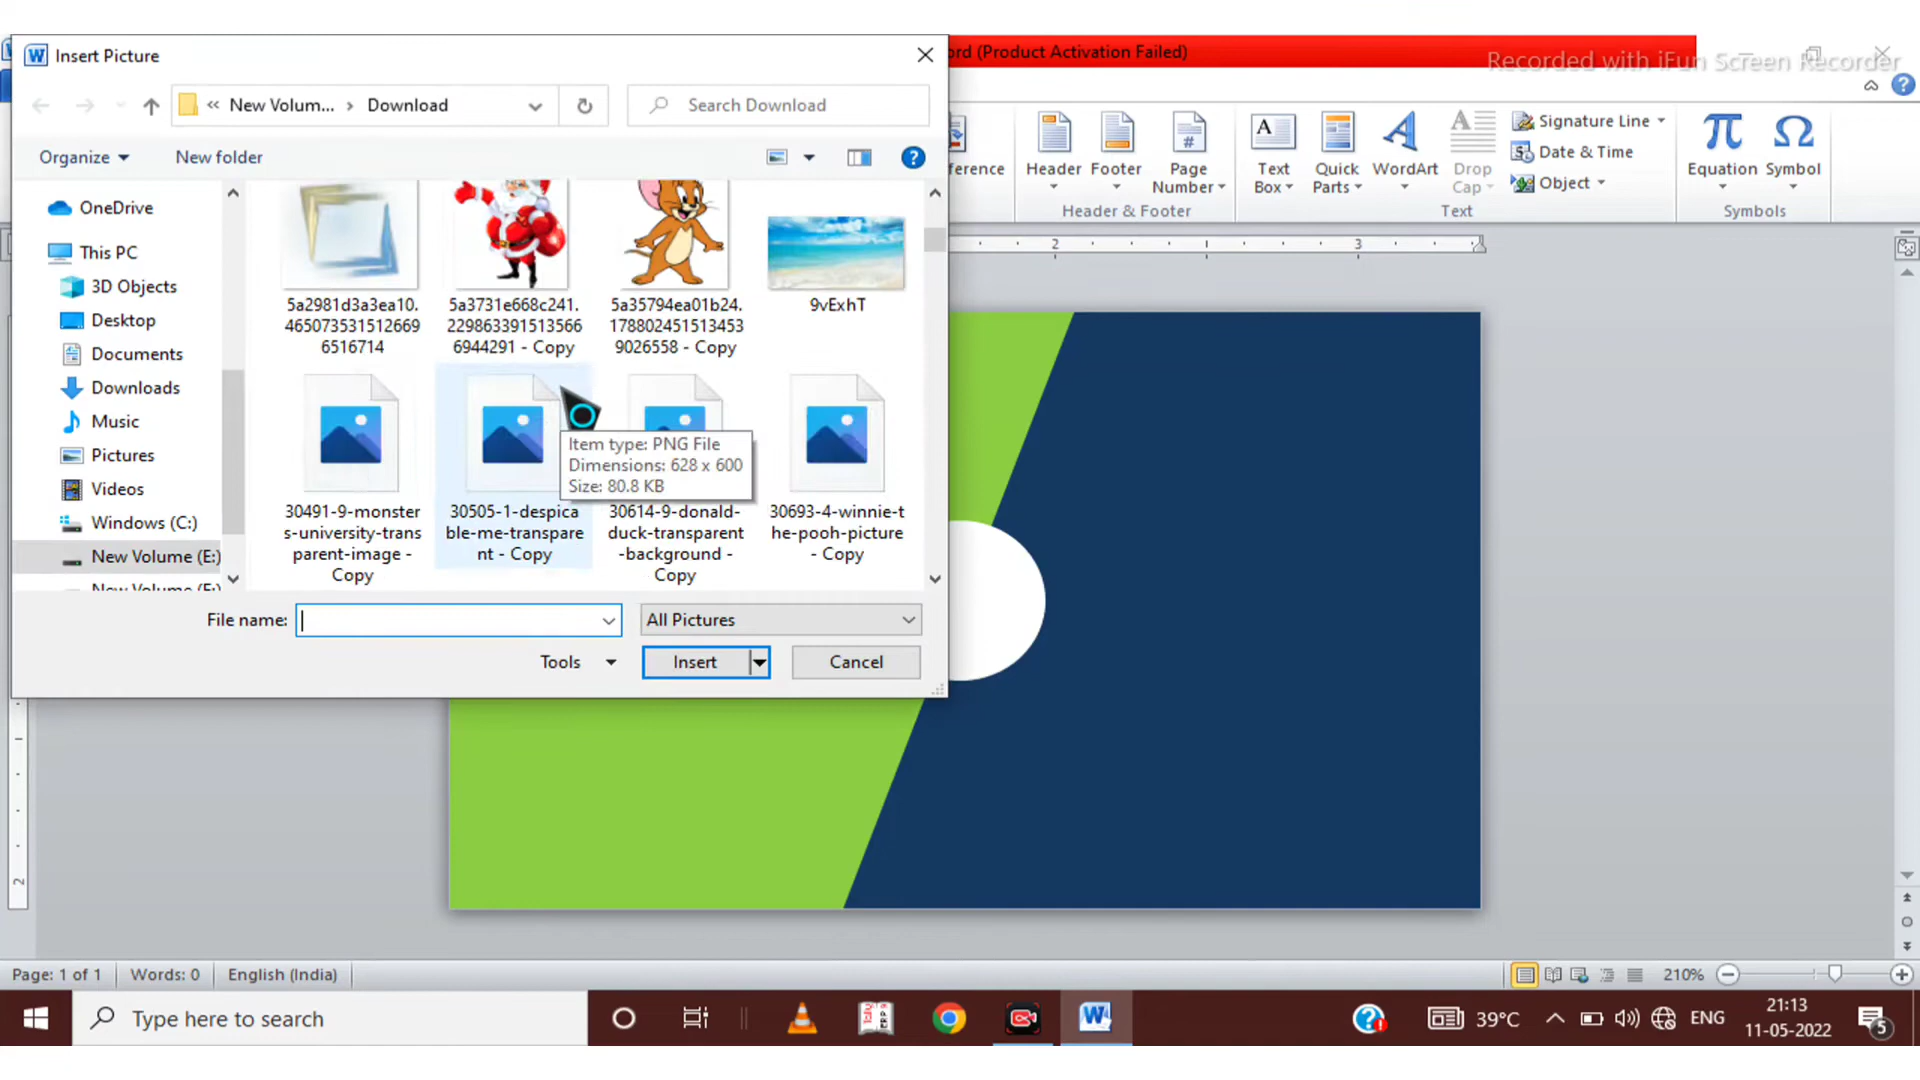 Insert Picture
ord (Product Activation Failed)
Recorded with iFun Screen Recorder
« New Volum... › Download
Search Download
Organize
New folder
OneDrive
This PC
3D Objects
Desktop
Documents
Downloads
Music
Pictures
Videos
Windows (C:)
New Volume (E:)
New Volume (F:)
5a2981d3a3ea10.
465073531512669
6516714
5a3731e668c241.
229863391513566
6944291 - Copy
5a35794ea01b24.
178802451513453
9026558 - Copy
9vExhT
30491-9-monster
s-university-trans
parent-image -
Copy
30505-1-despica
ble-me-transpare
nt - Copy
30614-9-donald-
duck-transparent
-background -
Copy
30693-4-winnie-t
he-pooh-picture
- Copy
Item type: PNG File
Dimensions: 628 x 600
Size: 80.8 KB
File name:
All Pictures
Tools
Insert
Cancel
ference
Header
Footer
Page
Number
Header & Footer
Text
Box
Quick
Parts
WordArt
Drop
Cap
Signature Line
Date & Time
Object
Text
Equation
Symbol
Symbols
2
3
2
Page: 1 of 1
Words: 0
English (India)
210%
Type here to search
39°C
ENG
21:13
11-05-2022
5